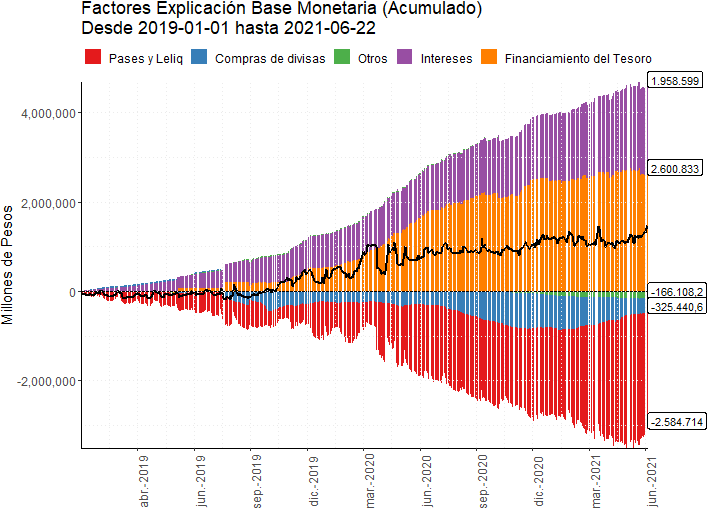 Factores Explicación Base Monetaria (Acumulado)
Desde 2019-01-01 hasta 2021-06-22
Pases y Leliq Compras de divisas Otros Intereses Financiamiento del Tesoro
Millones de Pesos
4,000,000
2,000,000
0
-2,000,000
1.958.599
2.600.833
-166.108,2
-325.440,6
-2.584.714
abr.-2019
jun.-2019
sep.-2019
dic.-2019
mar.-2020
jun.-2020
sep.-2020
dic.-2020
mar.-2021
jun.-2021